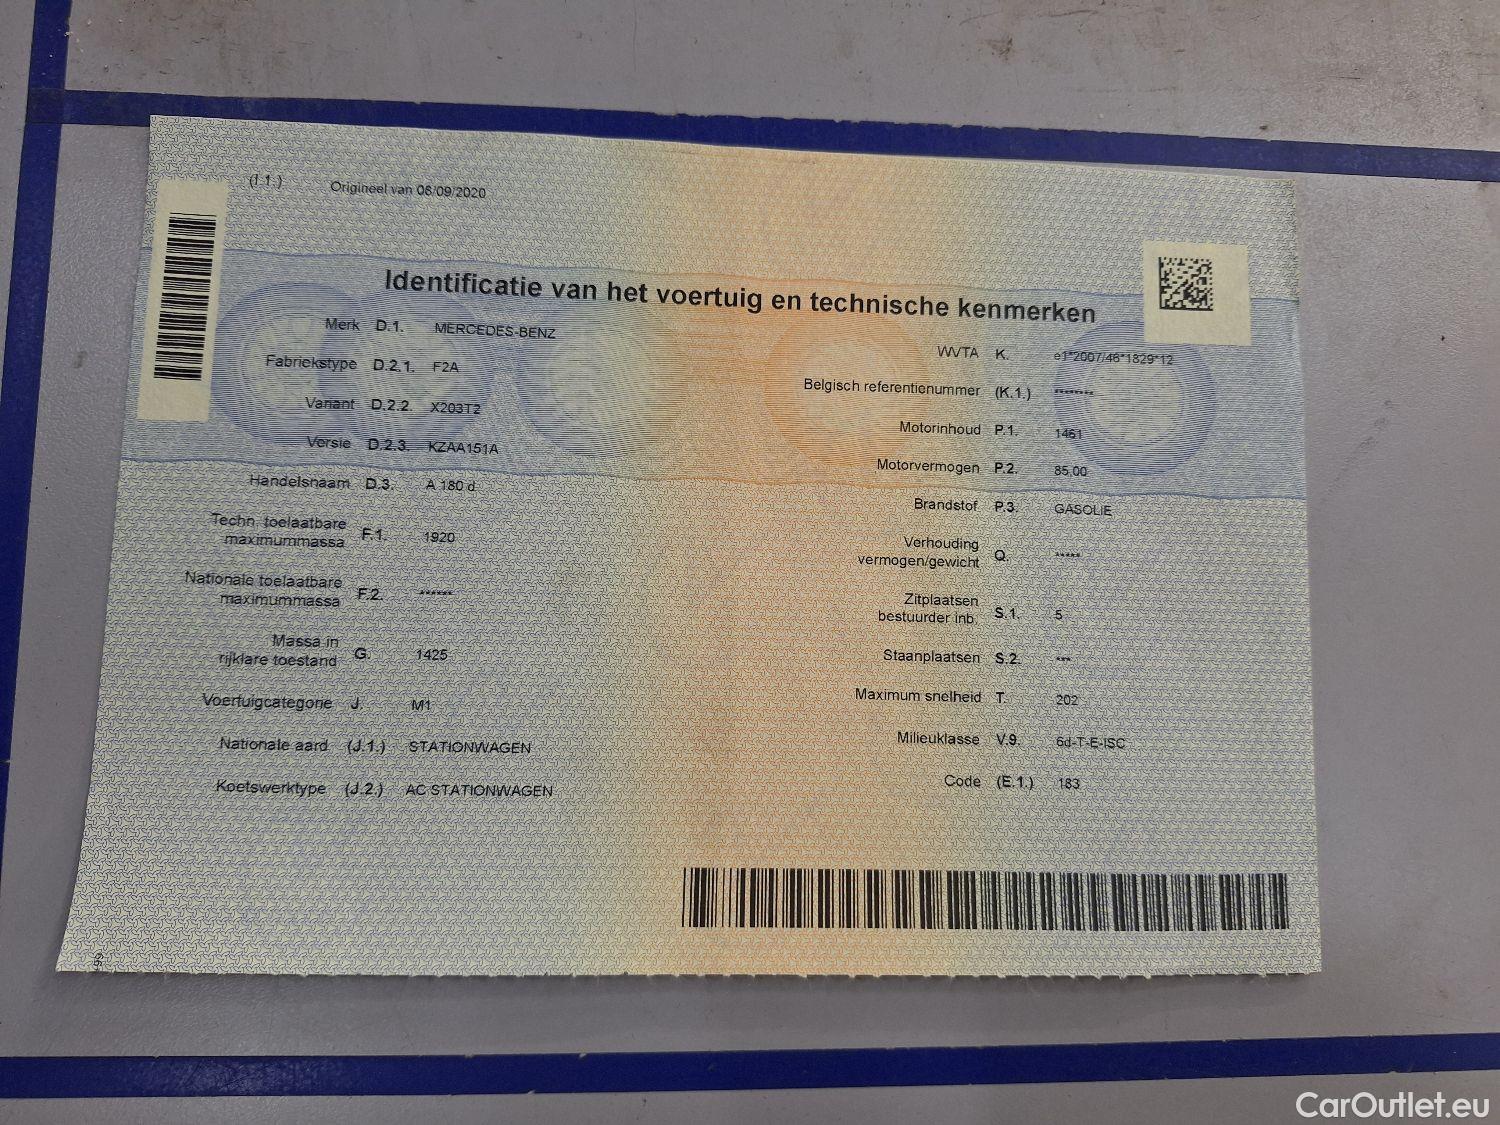 (I.1.) Origineel van 08/09/2020
Identificatie van het voertuig en technische kenmerken
Merk D.1. MERCEDES-BENZ
Fabriekstype D.2.1. F2A
Variant D.2.2. X203T2
Versie D.2.3. KZAA151A
Handelsnaam D.3. A 180 d
Techn. toelaatbare
maximummassa F.1. 1920
Nationale toelaatbare
maximummassa F.2. ******
Massa in
rijklare toestand G. 1425
Voertuigcategorie J. M1
Nationale aard (J.1.) STATIONWAGEN
Koetswerktype (J.2.) AC STATIONWAGEN
WVTA K. e1*2007/46*1829*12
Belgisch referentienummer (K.1.) ********
Motorinhoud P.1. 1461
Motorvermogen P.2. 85,00
Brandstof P.3. GASOLIE
Verhouding
vermogen/gewicht Q. *****
Zitplaatsen
bestuurder inb. S.1. 5
Staanplaatsen S.2. ***
Maximum snelheid T. 202
Milieuklasse V.9. 6d-T-E-ISC
Code (E.1.) 183
CarOutlet.eu